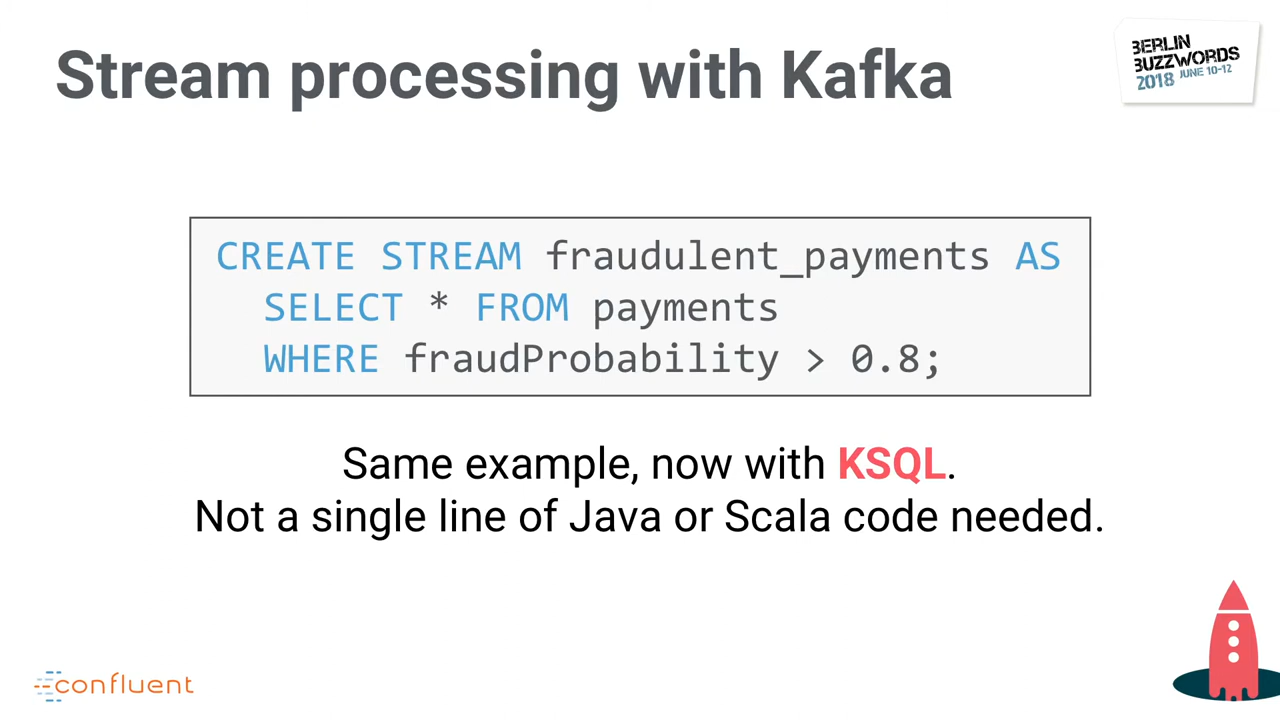 Stream processing with Kafka
BERLIN
BUZZWORDS
2018 JUNE 10-12
CREATE STREAM fraudulent_payments AS
SELECT * FROM payments
WHERE fraudProbability > 0.8;
Same example, now with KSQL.
Not a single line of Java or Scala code needed.
confluent